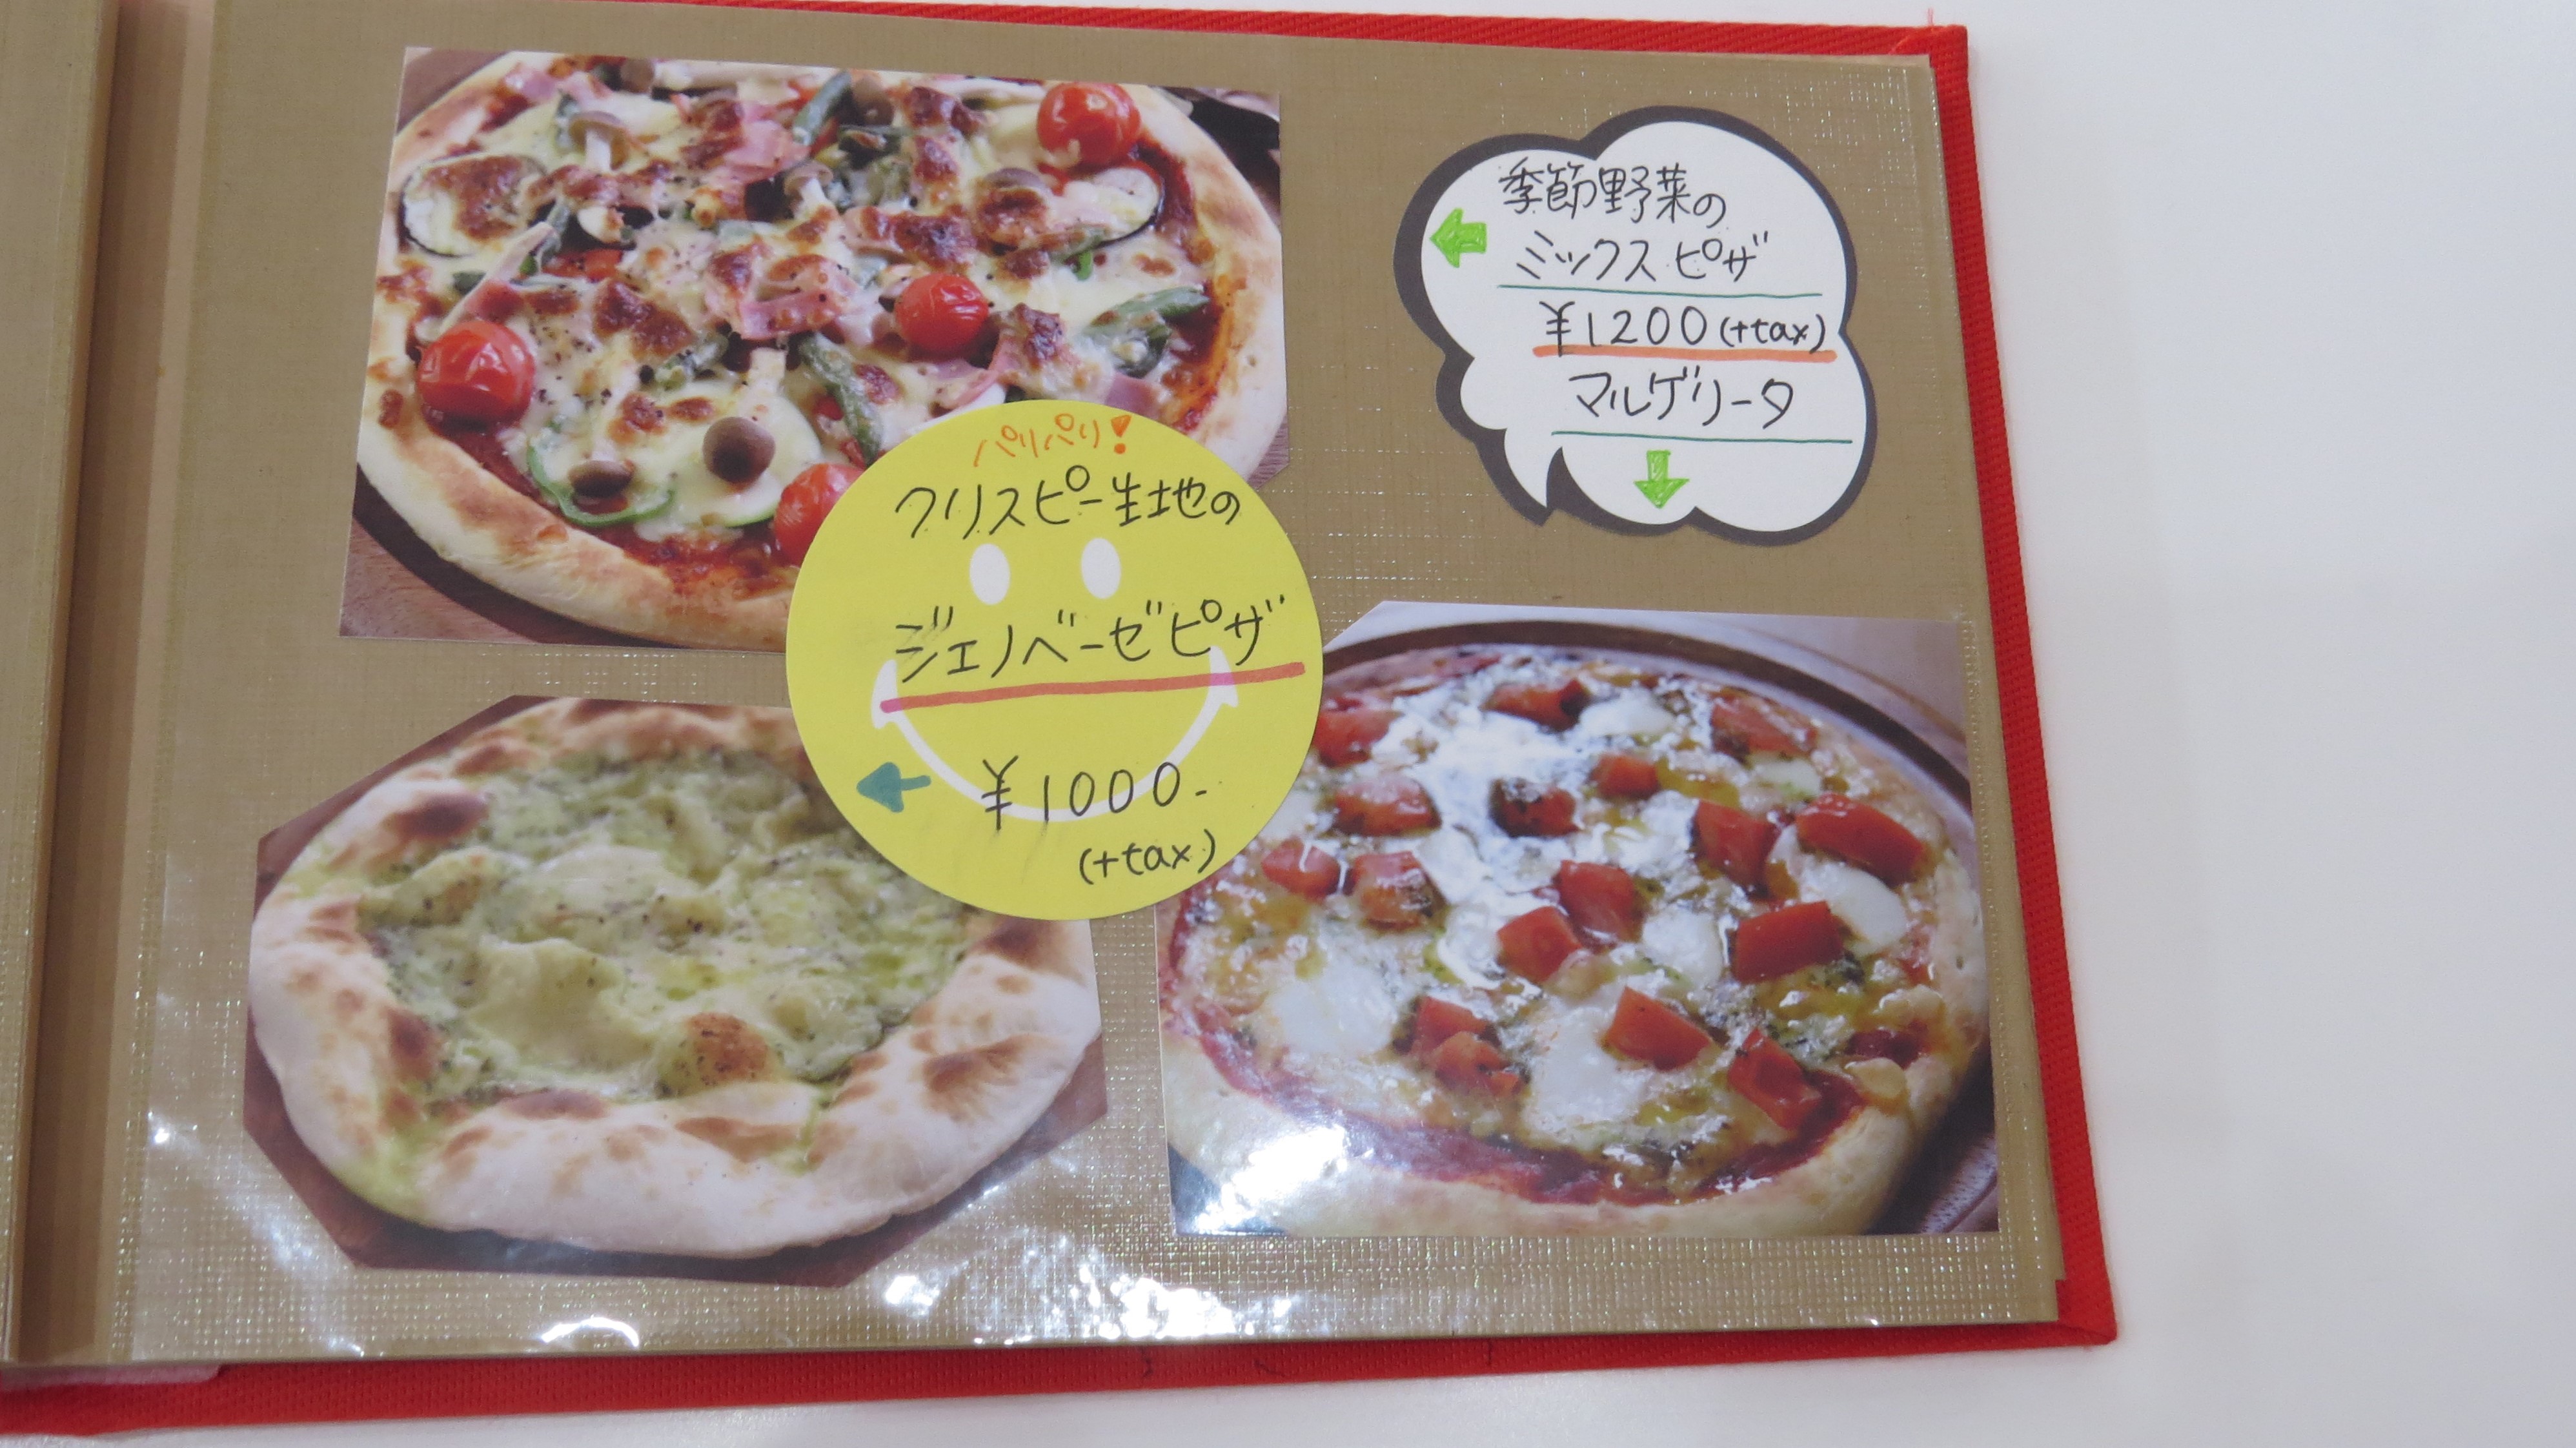 季節野菜の
ミックスピザ
¥1200(+tax)
マルゲリータ
パリパリ!
クリスピー生地の
ジェノベーゼピザ
¥1000-
(+tax)